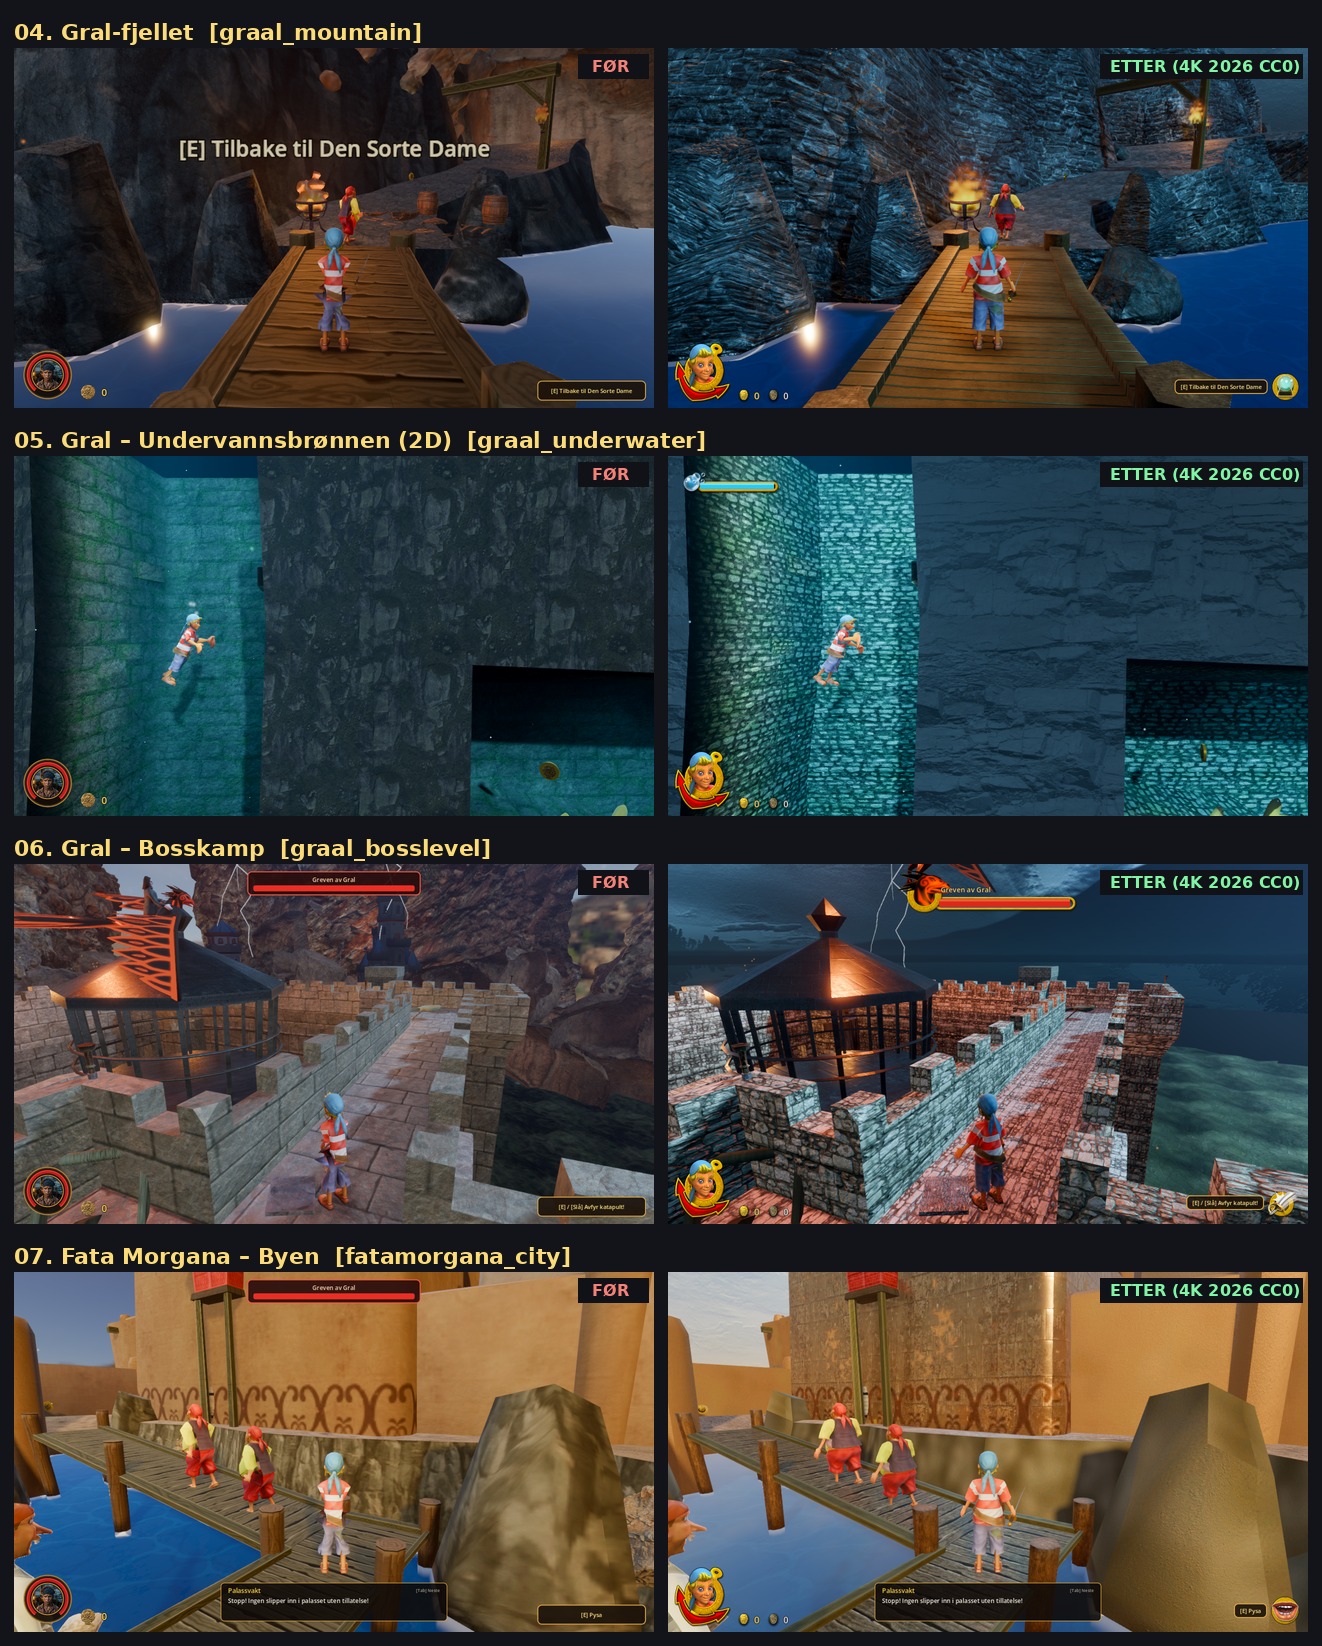 04. Gral-fjellet [graal_mountain]
FØR
ETTER (4K 2026 CC0)
[E] Tilbake til Den Sorte Dame
0
[E] Tilbake til Den Sorte Dame
0 0
[E] Tilbake til Den Sorte Dame
05. Gral – Undervannsbrønnen (2D) [graal_underwater]
FØR
ETTER (4K 2026 CC0)
0
0 0
06. Gral – Bosskamp [graal_bosslevel]
Greven av Gral
FØR
Greven av Gral
ETTER (4K 2026 CC0)
0
[E] / [Slå] Avfyr katapult!
0 0
[E] / [Slå] Avfyr katapult!
07. Fata Morgana – Byen [fatamorgana_city]
Greven av Gral
FØR
ETTER (4K 2026 CC0)
Palassvakt
Stopp! Ingen slipper inn i palasset uten tillatelse!
0
[E] Pysa
Palassvakt
Stopp! Ingen slipper inn i palasset uten tillatelse!
0 0
[E] Pysa